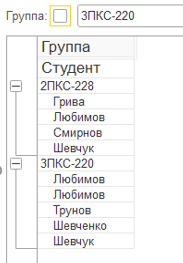 Группа: 3ПКС-220
Группа
Студент
2ПКС-228
Грива
Любимов
Смирнов
Шевчук
3ПКС-220
Любимов
Любимов
Трунов
Шевченко
Шевчук